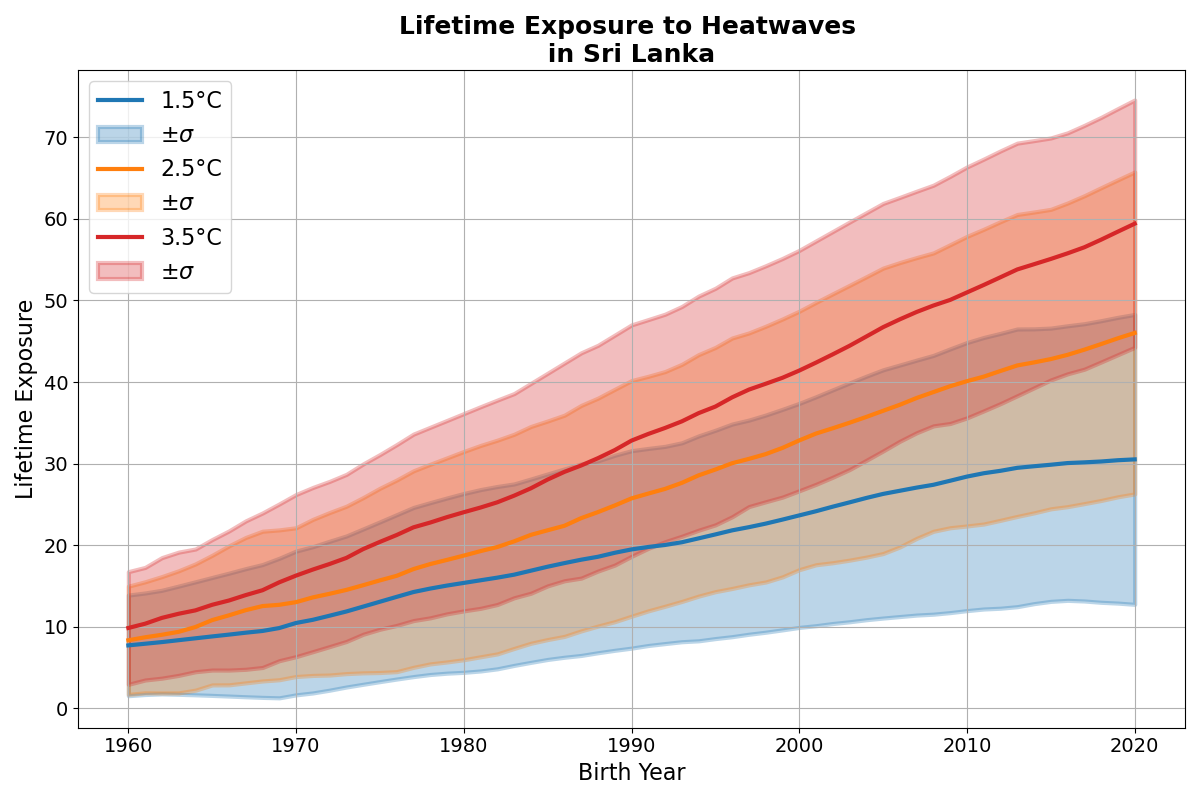 Lifetime Exposure to Heatwaves
in Sri Lanka
1.5°C
±σ
2.5°C
±σ
3.5°C
±σ
Lifetime Exposure
70
60
50
40
30
20
10
0
1960
1970
1980
1990
2000
2010
2020
Birth Year